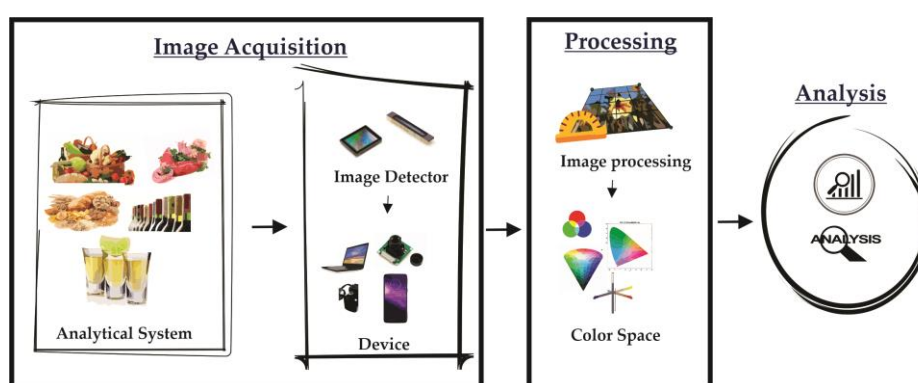 Image Acquisition
Analytical System
Image Detector
Device
Processing
Image processing
Color Space
Analysis
ANALYSIS